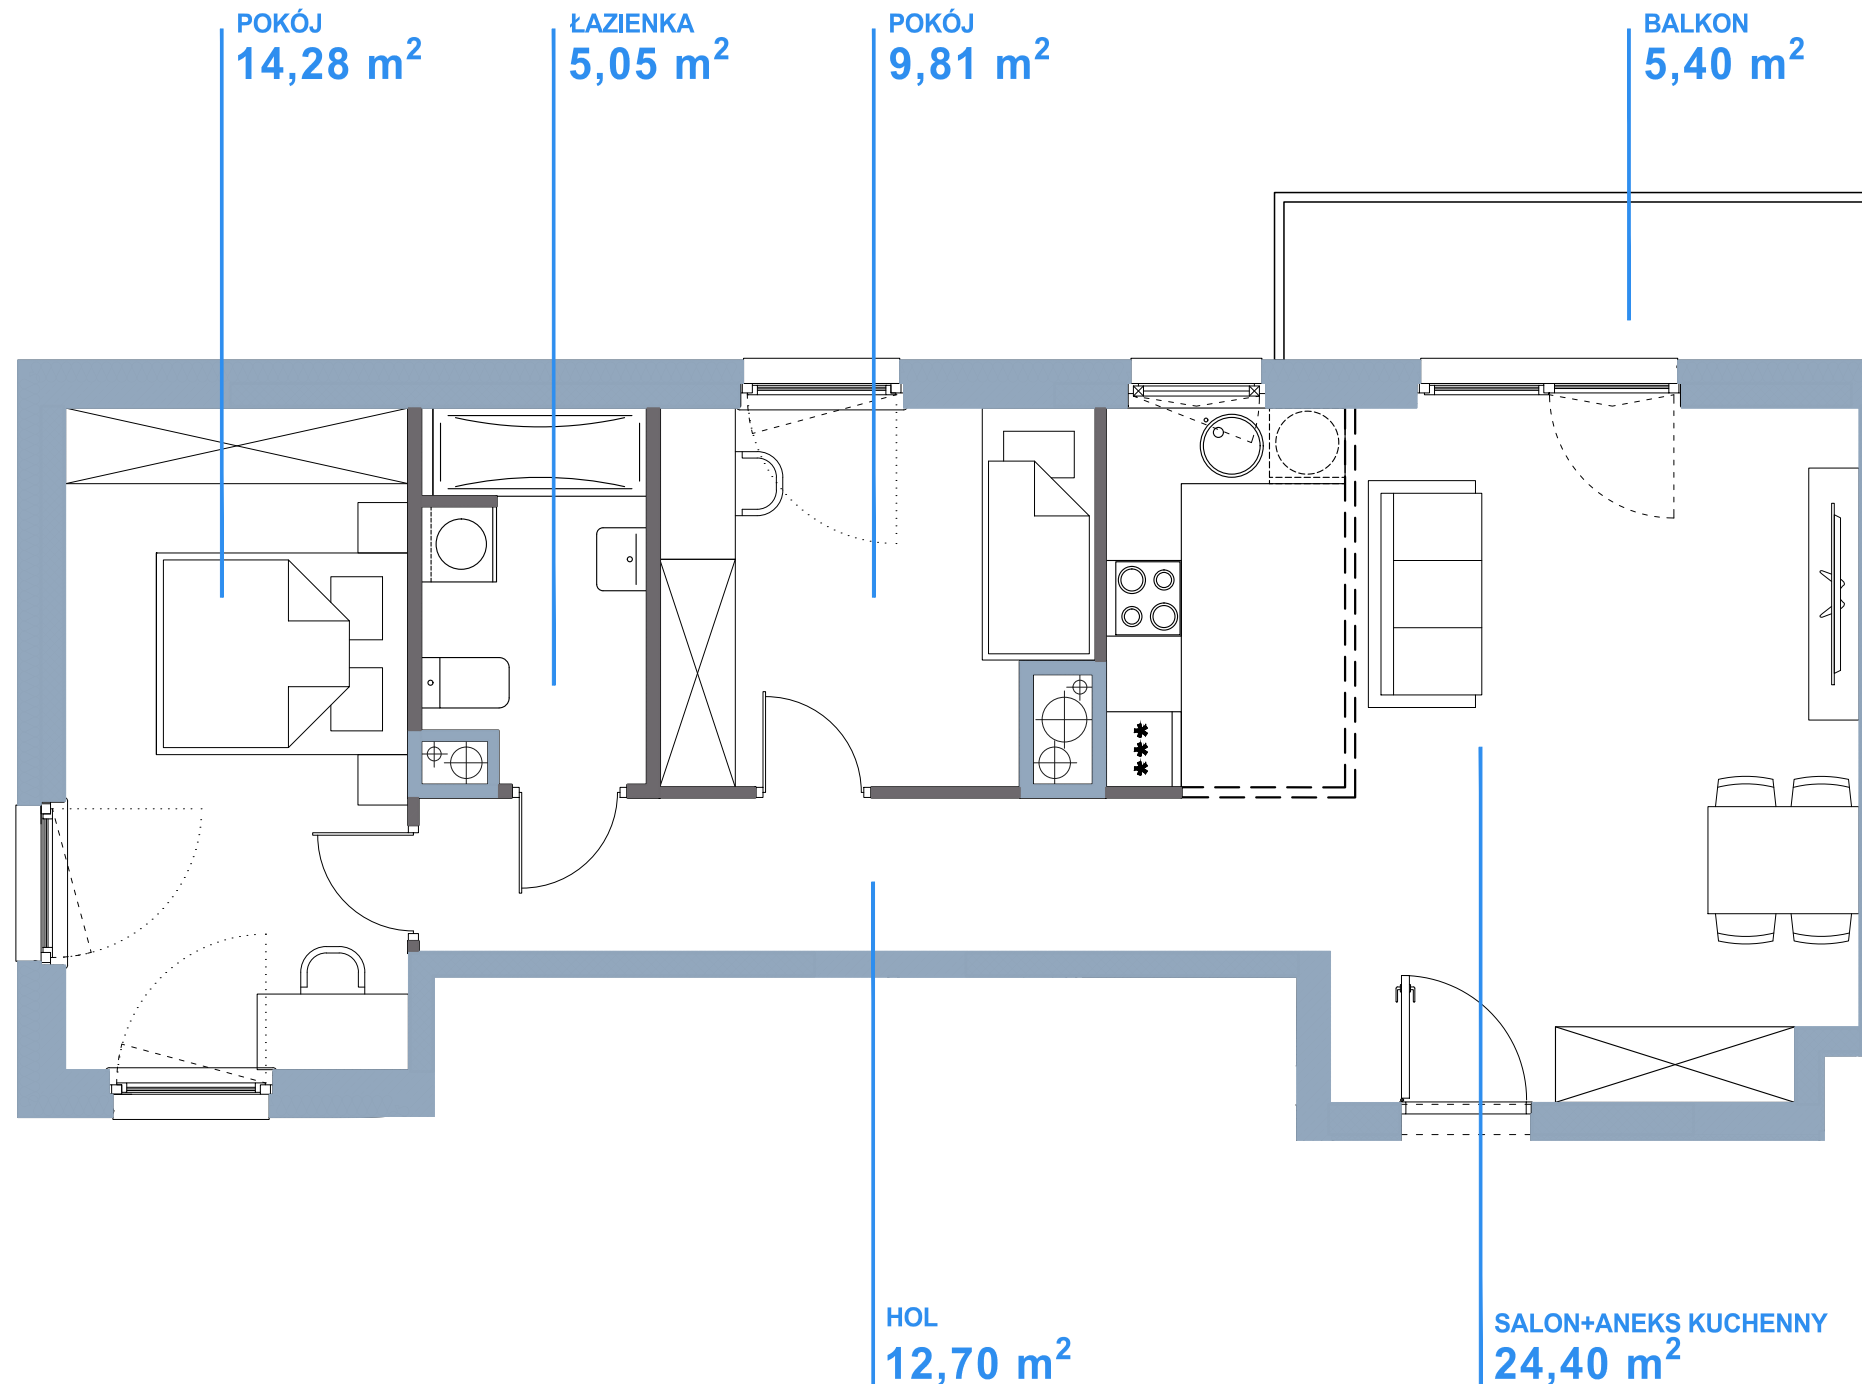 POKÓJ
14,28 m²
ŁAZIENKA
5,05 m²
POKÓJ
9,81 m²
BALKON
5,40 m²
HOL
12,70 m²
SALON+ANEKS KUCHENNY
24,40 m²